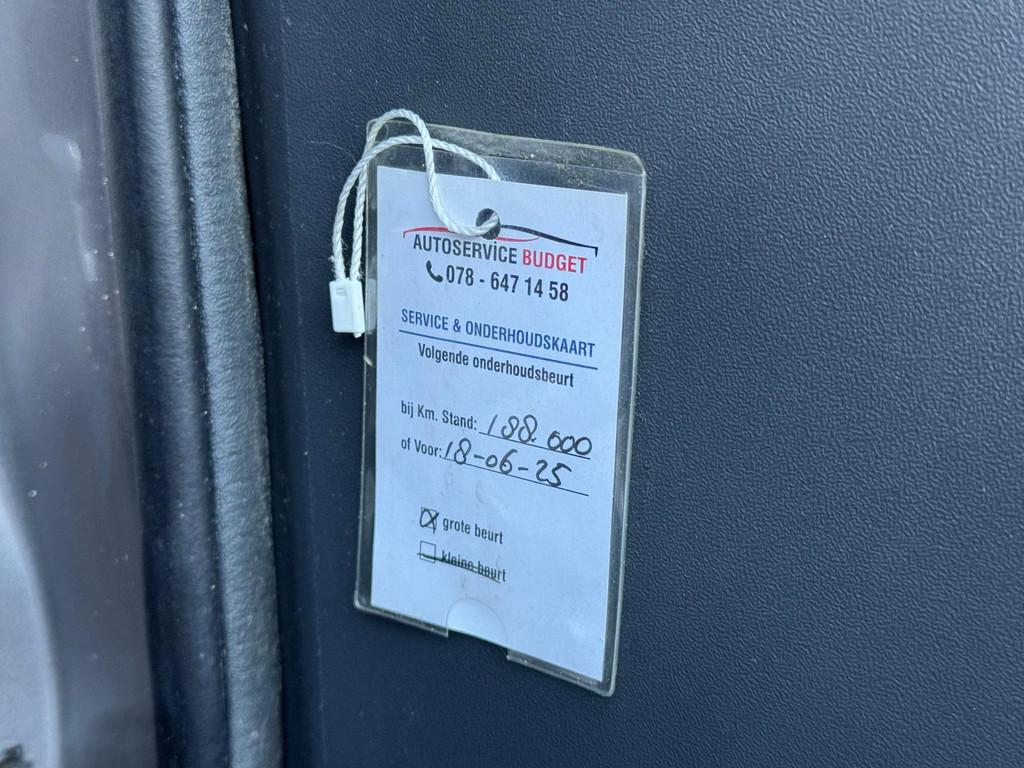 AUTOSERVICE BUDGET
078 - 647 14 58
SERVICE & ONDERHOUDSKAART
Volgende onderhoudsbeurt
bij Km. Stand: 188.000
of Voor: 18-06-25
grote beurt
kleine beurt